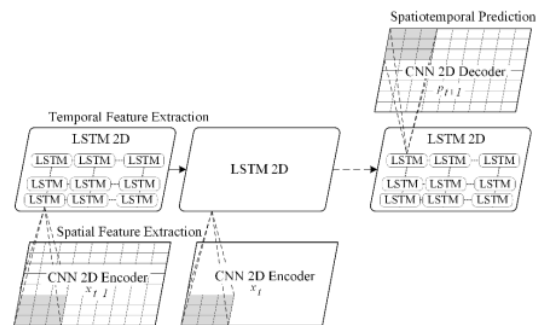 Spatiotemporal Prediction
CNN 2D Decoder
p t+1
Temporal Feature Extraction
LSTM 2D
LSTM LSTM LSTM
LSTM LSTM LSTM
LSTM LSTM LSTM
LSTM 2D
LSTM 2D
LSTM LSTM LSTM
LSTM LSTM LSTM
LSTM LSTM LSTM
Spatial Feature Extraction
CNN 2D Encoder
x t-1
CNN 2D Encoder
x t